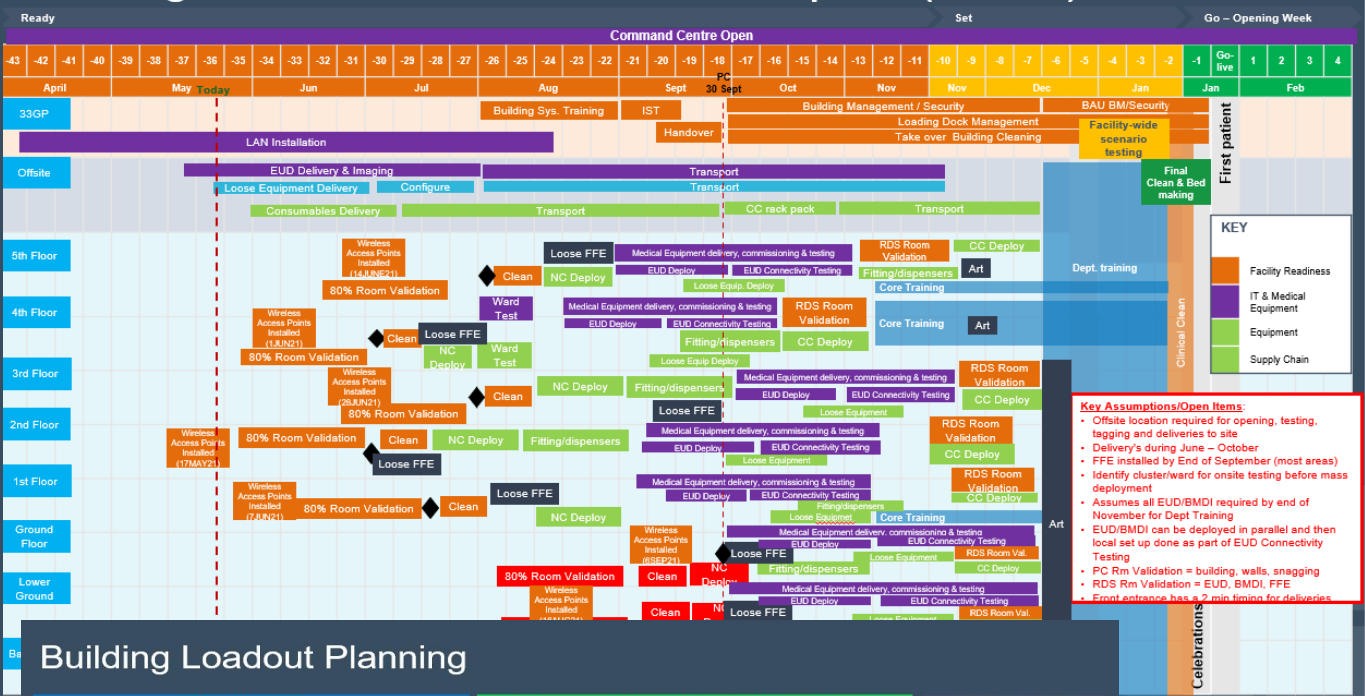 Ready
Set
Go – Opening Week
Command Centre Open
-43 -42 -41 -40 -39 -38 -37 -36 -35 -33 -32 -31 -30 -29 -28 -27 -26 -25 -24 -23 -22 -21 -20 -19 -18 -17 -16 -15 -14 -13 -12 -11 -10 -9 -8 -7 -6 -5 -4 -3 -2 -1 Go-live 1 2 3 4
April May Today Jun Jul Aug Sept PC 30 Sept Oct Nov Nov Dec Jan Jan Feb
33GP
Building Sys. Training
IST
Building Management / Security
BAU BM/Security
Loading Dock Management
Handover
Take over Building Cleaning
Facility-wide
scenario
testing
LAN Installation
First patient
Offsite
EUD Delivery & Imaging
Transport
Loose Equipment Delivery
Configure
Transport
Final
Clean & Bed
making
Consumables Delivery
Transport
CC rack pack
Transport
5th Floor
Wireless
Access Points
Installed
(14JUNE21)
Loose FFE
Medical Equipment delivery, commissioning & testing
RDS Room
Validation
CC Deploy
Clean
NC Deploy
EUD Deploy
EUD Connectivity Testing
Fitting/dispensers
Art
Dept. training
80% Room Validation
Loose Equip. Deploy
Core Training
4th Floor
Wireless
Access Points
Installed
(1JUN21)
Ward
Test
Medical Equipment delivery, commissioning & testing
RDS Room
Validation
EUD Deploy
EUD Connectivity Testing
Core Training
Art
Clean
Loose FFE
Fitting/dispensers
CC Deploy
80% Room Validation
NC
Deploy
Ward
Test
Loose Equip Deploy
Clinical Clean
3rd Floor
Wireless
Access Points
Installed
(28JUN21)
Medical Equipment delivery, commissioning & testing
RDS Room
Validation
Clean
NC Deploy
Fitting/dispensers
EUD Deploy
EUD Connectivity Testing
CC Deploy
80% Room Validation
Loose FFE
Loose Equipment
2nd Floor
Wireless
Access Points
Installed
(17MAY21)
80% Room Validation
Clean
NC Deploy
Fitting/dispensers
Medical Equipment delivery, commissioning & testing
RDS Room
Validation
EUD Deploy
EUD Connectivity Testing
CC Deploy
Loose FFE
Loose Equipment
1st Floor
Wireless
Access Points
Installed
(7JUN21)
80% Room Validation
Clean
Loose FFE
Medical Equipment delivery, commissioning & testing
RDS Room
Validation
EUD Deploy
EUD Connectivity Testing
CC Deploy
Fitting/dispensers
NC Deploy
Loose Equipmet
Core Training
Art
Ground
Floor
Wireless
Access Points
Installed
(6SEP21)
Medical Equipment delivery, commissioning & testing
EUD Deploy
EUD Connectivity Testing
Loose FFE
Loose Equipment
RDS Room Val.
80% Room Validation
Clean
NC
Deploy
Fitting/dispensers
CC Deploy
Lower
Ground
Wireless
Access Points
Installed
Medical Equipment delivery, commissioning & testing
EUD Deploy
EUD Connectivity Testing
Clean
Loose FFE
RDS Room Val.
Celebrations
KEY
Facility Readiness
IT & Medical
Equipment
Equipment
Supply Chain
Key Assumptions/Open Items:
• Offsite location required for opening, testing,
tagging and deliveries to site
• Delivery's during June – October
• FFE installed by End of September (most areas)
• Identify cluster/ward for onsite testing before mass
deployment
• Assumes all EUD/BMDI required by end of
November for Dept Training
• EUD/BMDI can be deployed in parallel and then
local set up done as part of EUD Connectivity
Testing
• PC Rm Validation = building, walls, snagging
• RDS Rm Validation = EUD, BMDI, FFE
• Front entrance has a 2 min timing for deliveries
Building Loadout Planning